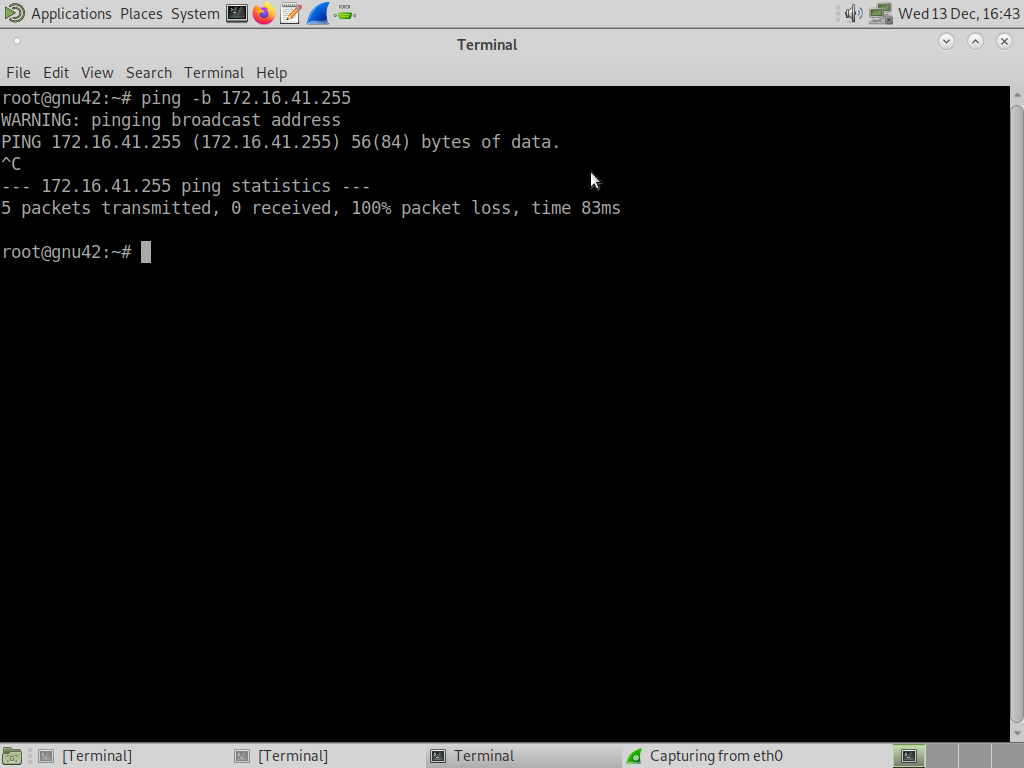 Applications Places System Wed 13 Dec, 16:43
Terminal
File Edit View Search Terminal Help
root@gnu42:~# ping -b 172.16.41.255
WARNING: pinging broadcast address
PING 172.16.41.255 (172.16.41.255) 56(84) bytes of data.
^C
--- 172.16.41.255 ping statistics ---
5 packets transmitted, 0 received, 100% packet loss, time 83ms
root@gnu42:~#
[Terminal] [Terminal] Terminal Capturing from eth0